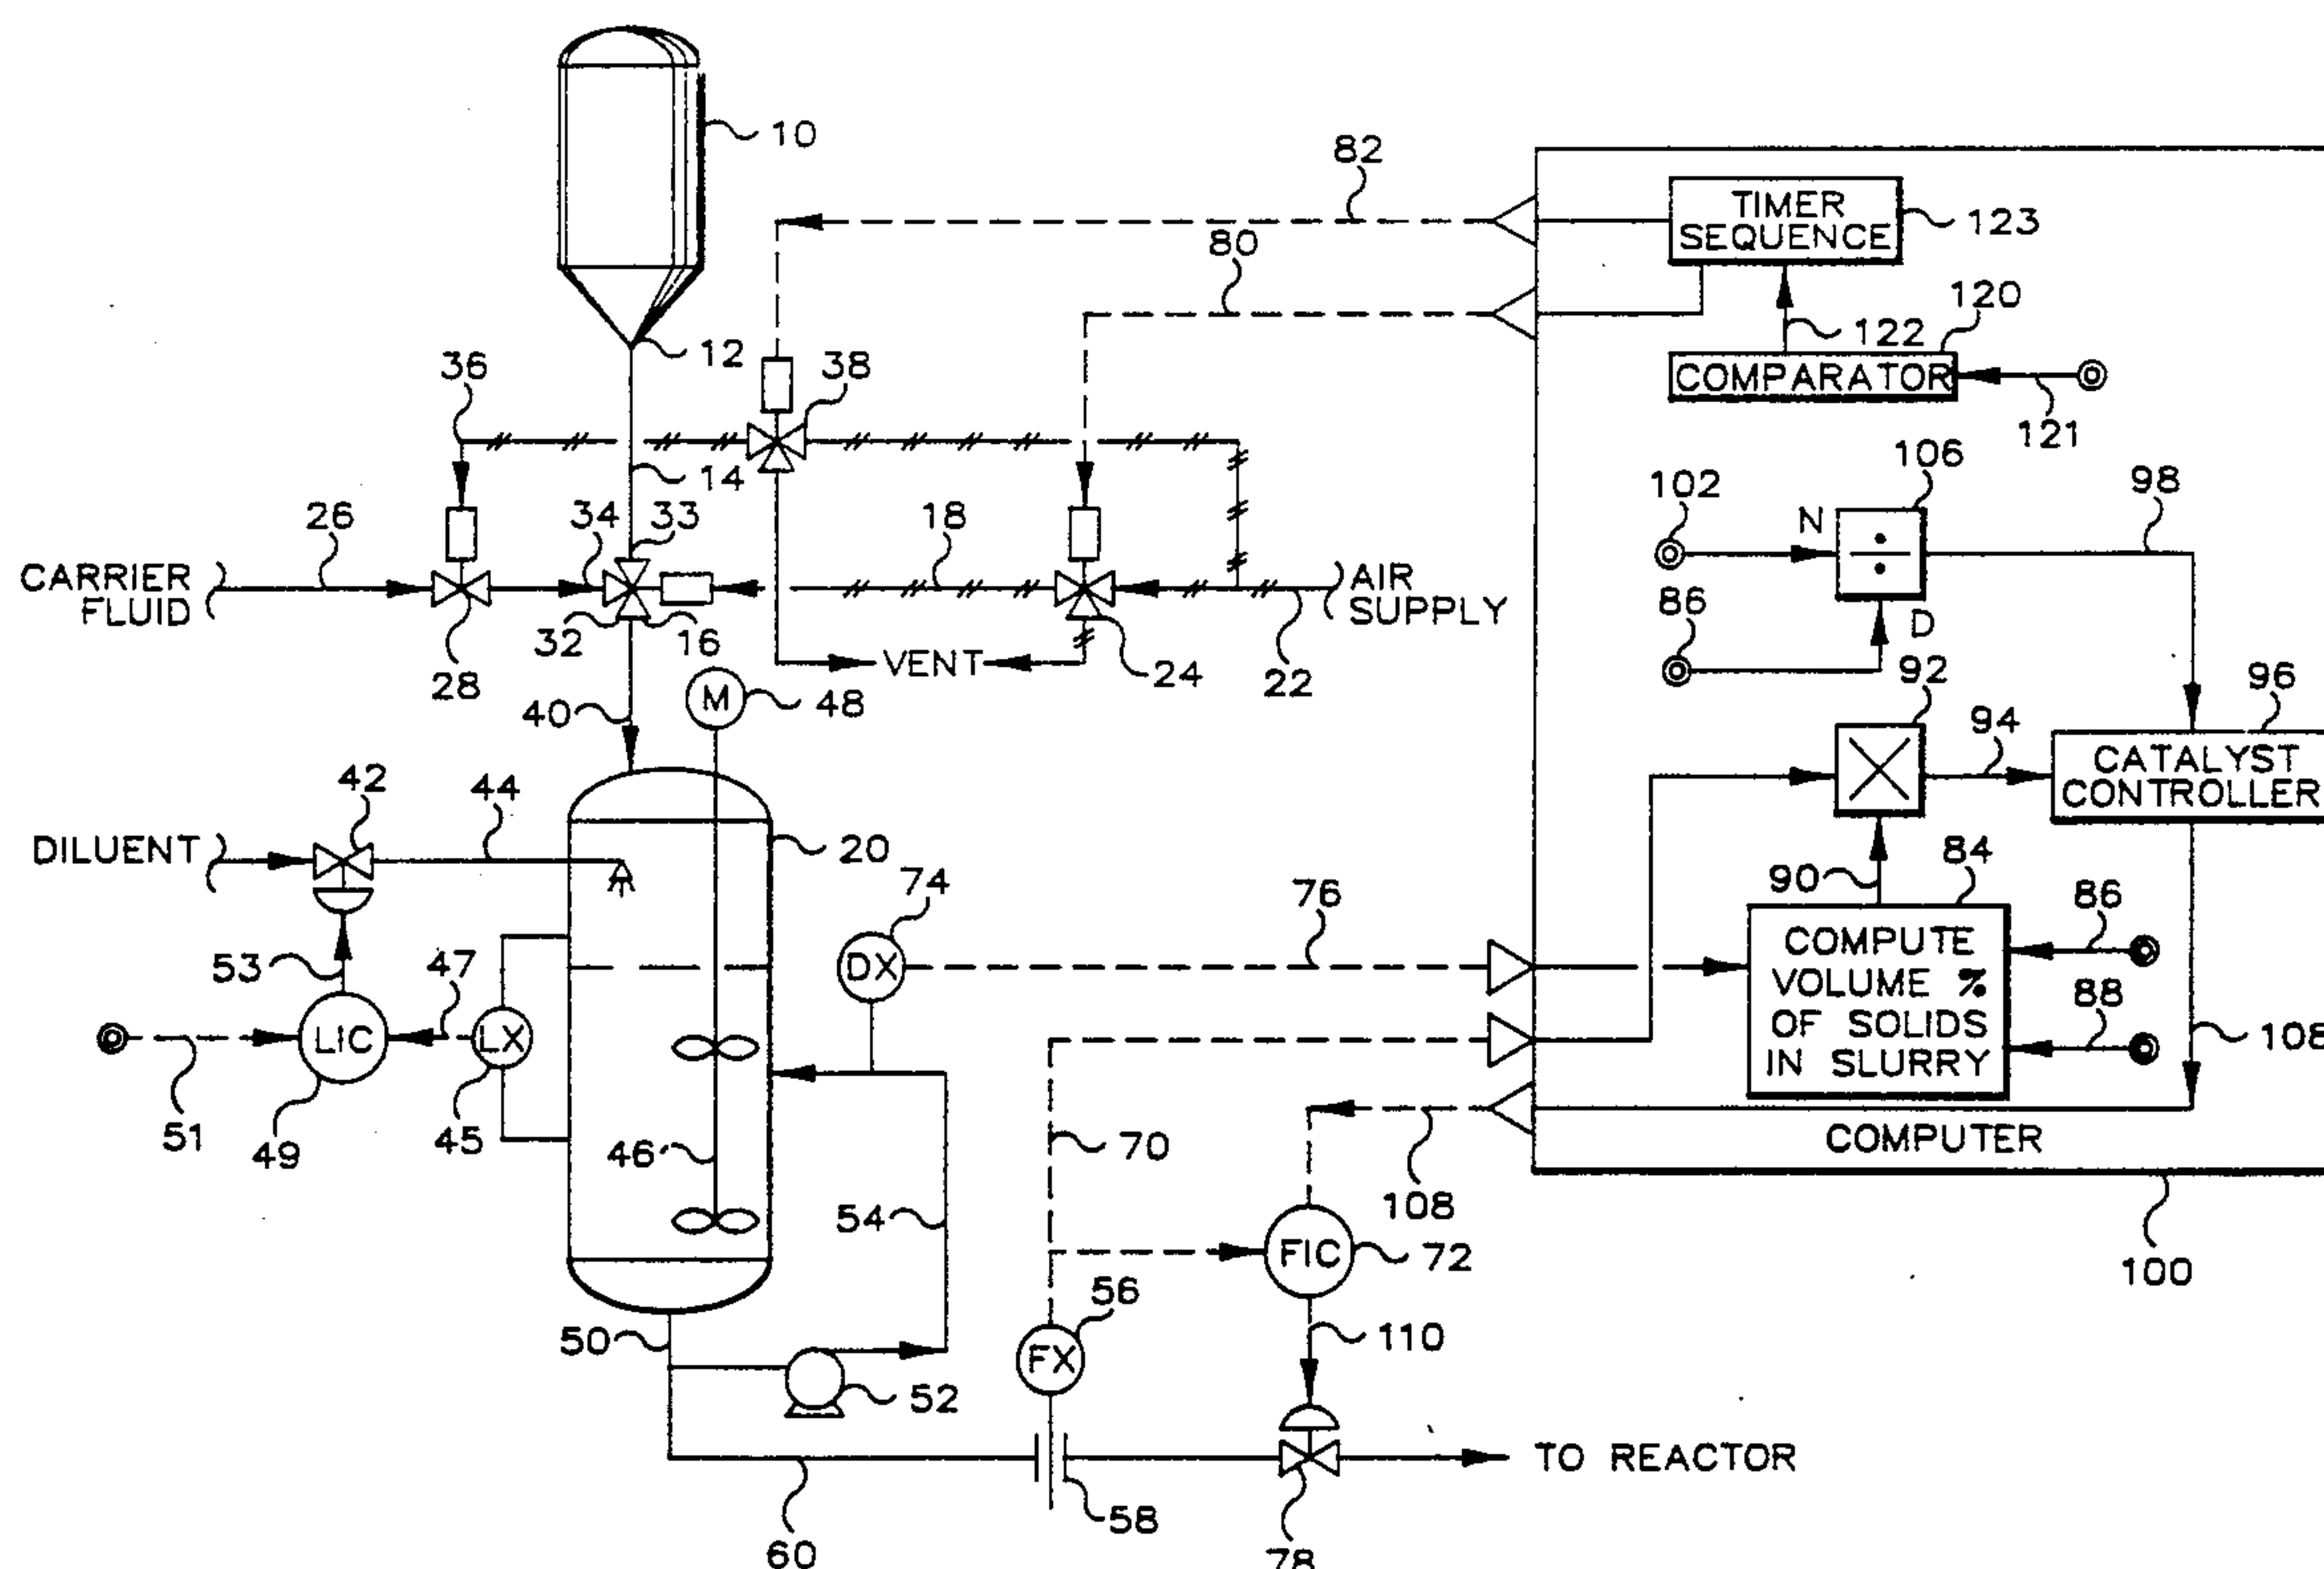 10
82
TIMER
SEQUENCE
123
80
120
12
122
36
38
COMPARATOR
121
106
14
102
98
N
26
34
33
18
CARRIER
FLUID
AIR
SUPPLY
86
D
32
16
VENT
24
22
92
28
M
48
96
40
94
42
44
CATALYST
CONTROLLER
DILUENT
20
84
74
90
76
86
53
47
DX
COMPUTE
VOLUME %
OF SOLIDS
IN SLURRY
88
LIC
LX
108
51
49
45
46
70
COMPUTER
108
54
FIC
72
100
56
50
110
FX
52
TO REACTOR
58
60
78